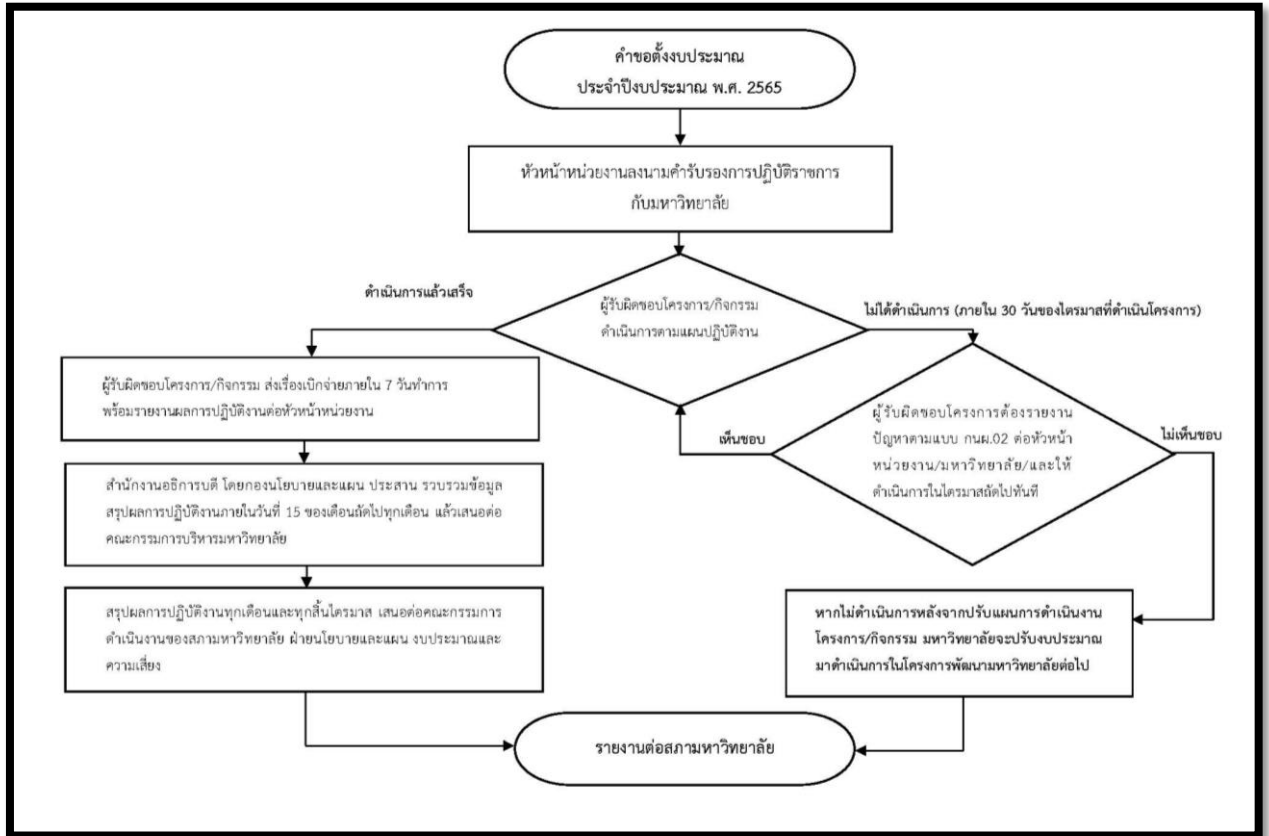 คำขอตั้งงบประมาณ
ประจำปีงบประมาณ พ.ศ. 2565
หัวหน้าหน่วยงานลงนามคำรับรองการปฏิบัติราชการ
กับมหาวิทยาลัย
ดำเนินการแล้วเสร็จ
ผู้รับผิดชอบโครงการ/กิจกรรม
ดำเนินการตามแผนปฏิบัติงาน
ไม่ได้ดำเนินการ (ภายใน 30 วันของไตรมาสที่ดำเนินโครงการ)
ผู้รับผิดชอบโครงการ/กิจกรรม ส่งเรื่องเบิกจ่ายภายใน 7 วันทำการ
พร้อมรายงานผลการปฏิบัติงานต่อหัวหน้าหน่วยงาน
เห็นชอบ
ผู้รับผิดชอบโครงการต้องรายงาน
ปัญหาตามแบบ กนผ.02 ต่อหัวหน้า
หน่วยงาน/มหาวิทยาลัย/และให้
ดำเนินการในไตรมาสถัดไปทันที
ไม่เห็นชอบ
สำนักงานอธิการบดี โดยกองนโยบายและแผน ประสาน รวบรวมข้อมูล
สรุปผลการปฏิบัติงานภายในวันที่ 15 ของเดือนถัดไปทุกเดือน แล้วเสนอต่อ
คณะกรรมการบริหารมหาวิทยาลัย
สรุปผลการปฏิบัติงานทุกเดือนและทุกสิ้นไตรมาส เสนอต่อคณะกรรมการ
ดำเนินงานของสภามหาวิทยาลัย ฝ่ายนโยบายและแผน งบประมาณและ
ความเสี่ยง
หากไม่ดำเนินการหลังจากปรับแผนการดำเนินงาน
โครงการ/กิจกรรม มหาวิทยาลัยจะปรับงบประมาณ
มาดำเนินการในโครงการพัฒนามหาวิทยาลัยต่อไป
รายงานต่อสภามหาวิทยาลัย